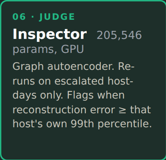 06 · JUDGE
Inspector 205,546
params, GPU
Graph autoencoder. Re-
runs on escalated host-
days only. Flags when
reconstruction error ≥ that
host's own 99th percentile.